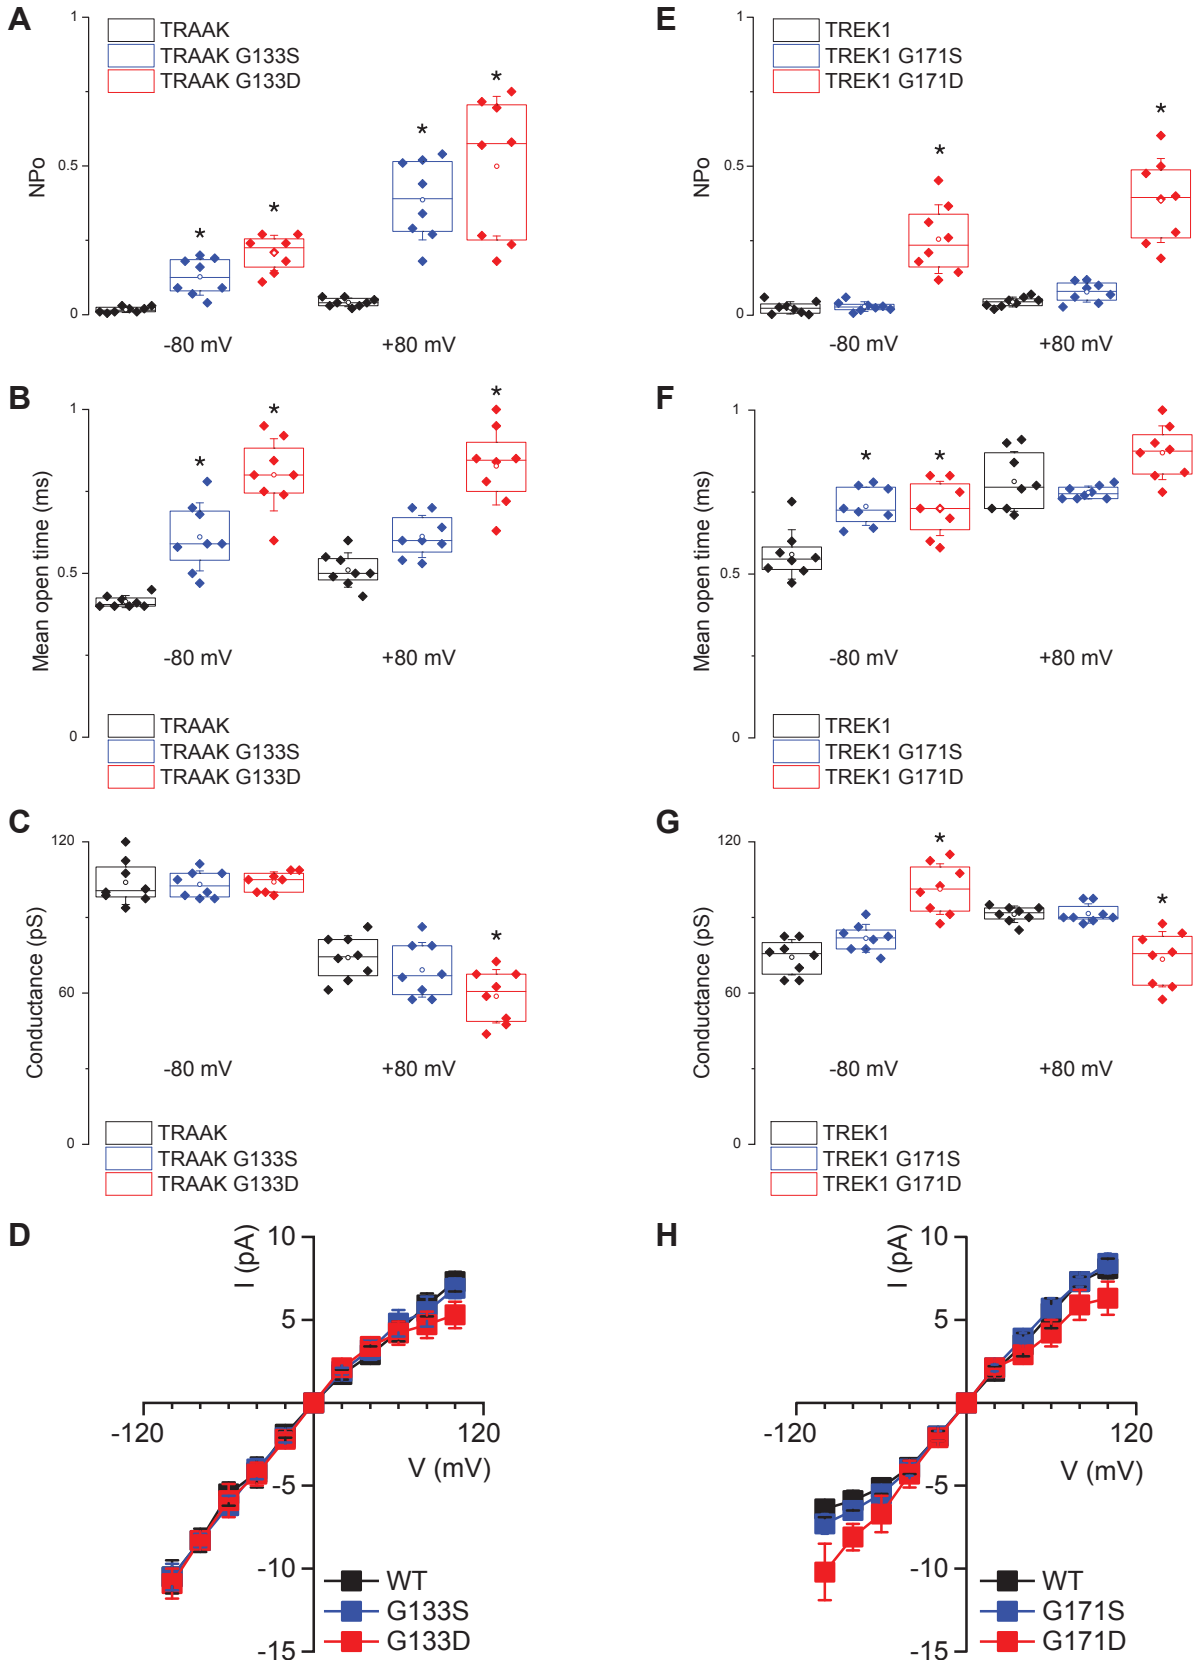 A
1
TRAAK
TRAAK G133S
TRAAK G133D
NPo
0.5
0
*
*
*
*
-80 mV
+80 mV
E
1
TREK1
TREK1 G171S
TREK1 G171D
NPo
0.5
0
*
*
-80 mV
+80 mV
B
1
Mean open time (ms)
0.5
0
*
*
*
-80 mV
+80 mV
TRAAK
TRAAK G133S
TRAAK G133D
F
1
Mean open time (ms)
0.5
0
*
*
-80 mV
+80 mV
TREK1
TREK1 G171S
TREK1 G171D
C
120
Conductance (pS)
60
0
*
-80 mV
+80 mV
TRAAK
TRAAK G133S
TRAAK G133D
G
120
Conductance (pS)
60
0
*
*
-80 mV
+80 mV
TREK1
TREK1 G171S
TREK1 G171D
D
I (pA)
10
5
-120
120
V (mV)
-5
-10
-15
WT
G133S
G133D
H
I (pA)
10
5
-120
120
V (mV)
-5
-10
-15
WT
G171S
G171D